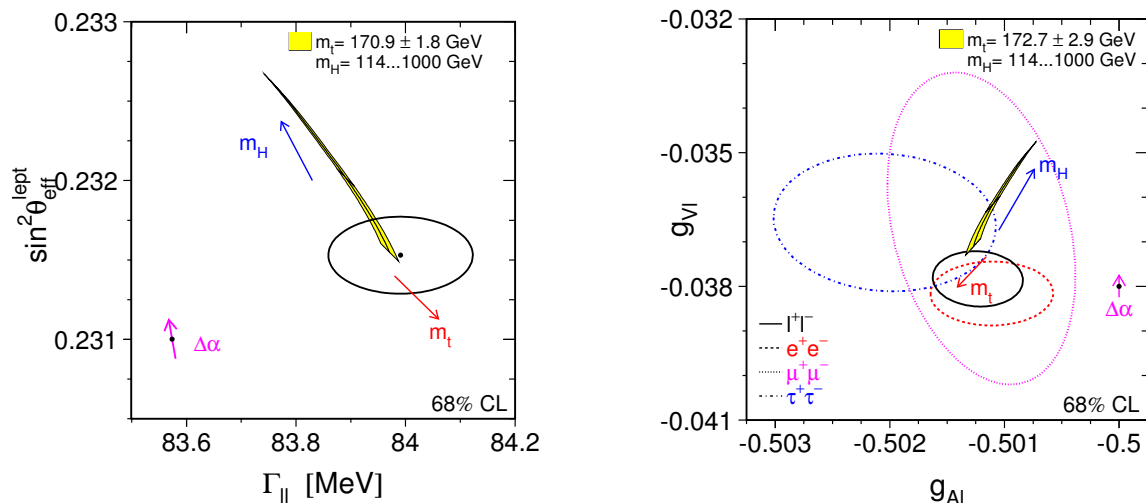 0.233
0.232
0.231
sin²θ^lept_eff
m_t= 170.9 ± 1.8 GeV
m_H= 114...1000 GeV
m_H
m_t
Δα
68% CL
83.6 83.8 84 84.2
Γ_ll [MeV]
-0.032
-0.035
-0.038
-0.041
g_Vl
m_t= 172.7 ± 2.9 GeV
m_H= 114...1000 GeV
m_H
m_t
Δα
l⁺l⁻
e⁺e⁻
μ⁺μ⁻
τ⁺τ⁻
68% CL
-0.503 -0.502 -0.501 -0.5
g_Al